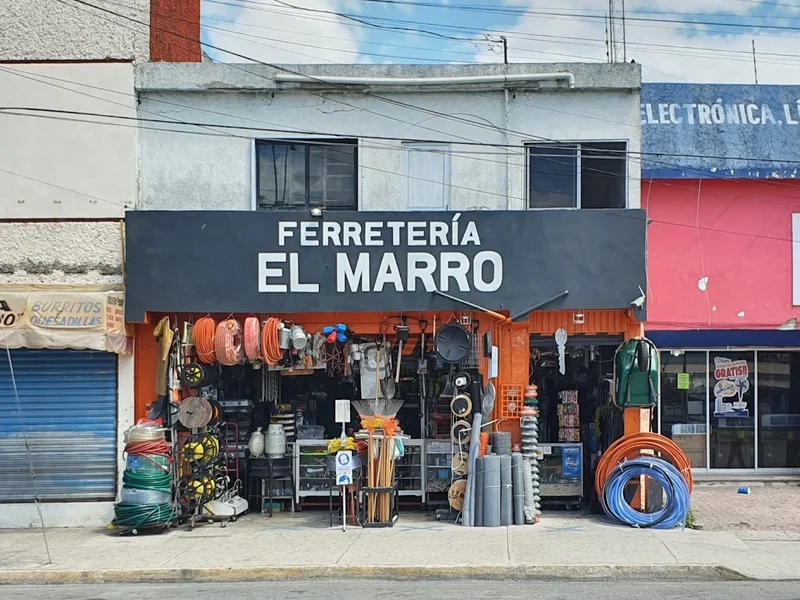 FERRETERÍA
EL MARRO
ELECTRÓNICA, L
BURRITOS
QUESADILLAS
GRATIS!!